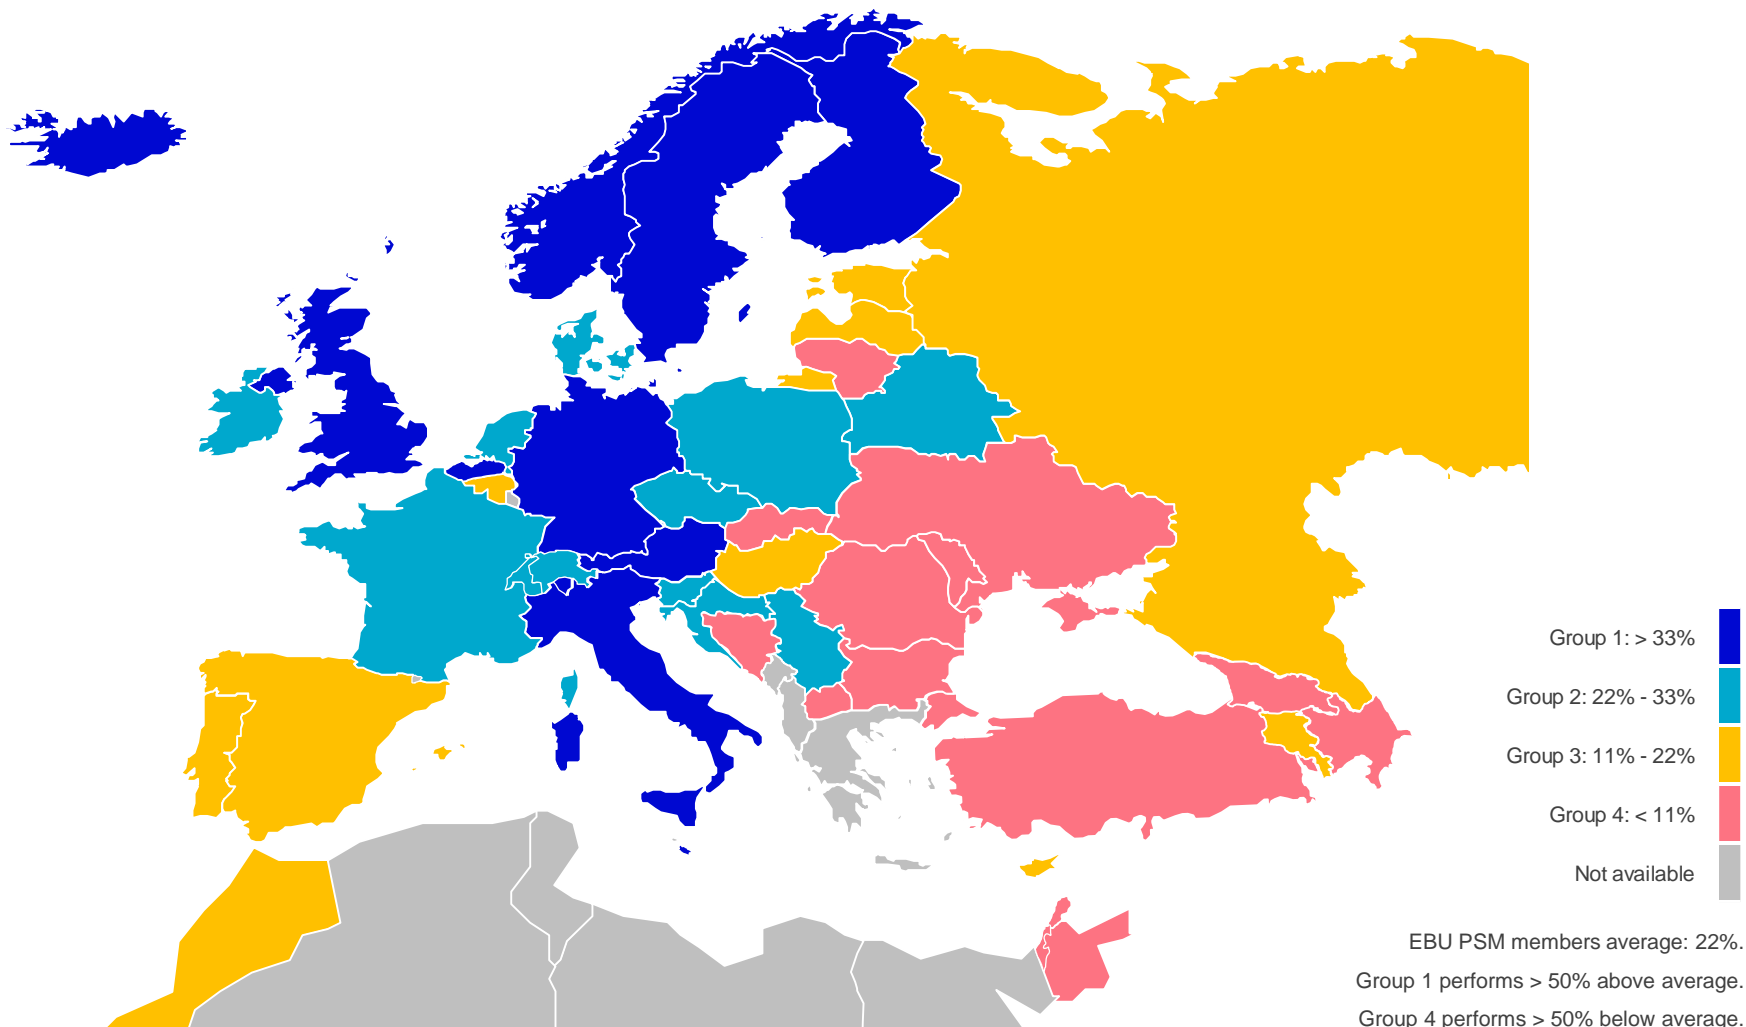 Group 1: > 33%
Group 2: 22% - 33%
Group 3: 11% - 22%
Group 4: < 11%
Not available
EBU PSM members average: 22%.
Group 1 performs > 50% above average.
Group 4 performs > 50% below average.